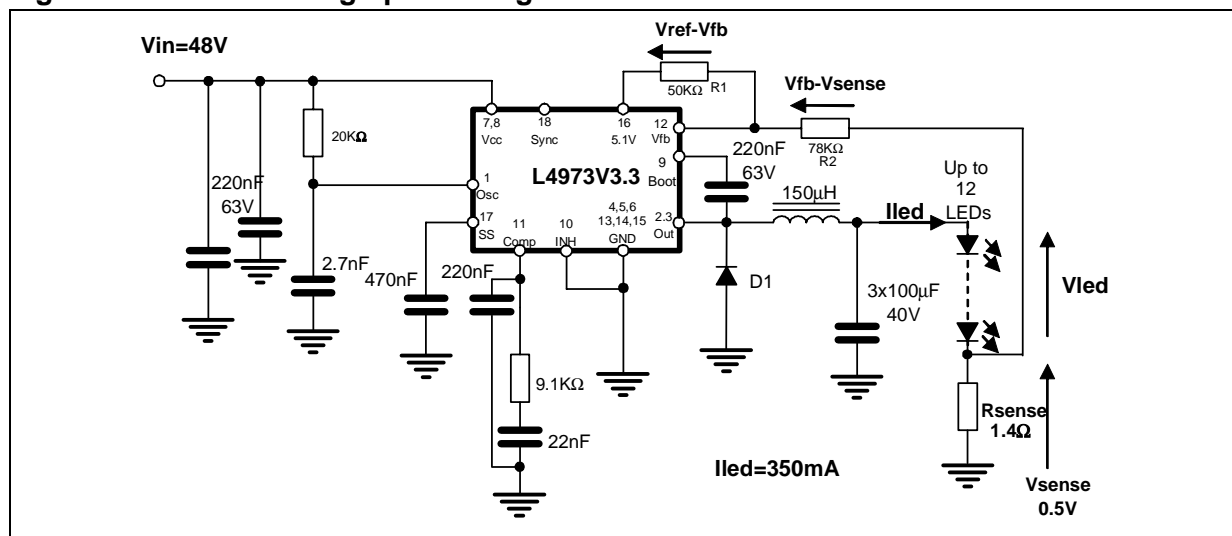 Vin=48V
Vref-Vfb
50KΩ
R1
Vfb-Vsense
78KΩ
R2
20KΩ
7,8
Vcc
18
Sync
16
5.1V
12
Vfb
L4973V3.3
9
Boot
1
Osc
17
SS
11
Comp
10
INH
4,5,6
13,14,15
GND
2.3
Out
220nF
63V
220nF
63V
150µH
Iled
Up to
12
LEDs
2.7nF
470nF
220nF
D1
3x100µF
40V
Vled
9.1KΩ
22nF
Rsense
1.4Ω
Iled=350mA
Vsense
0.5V